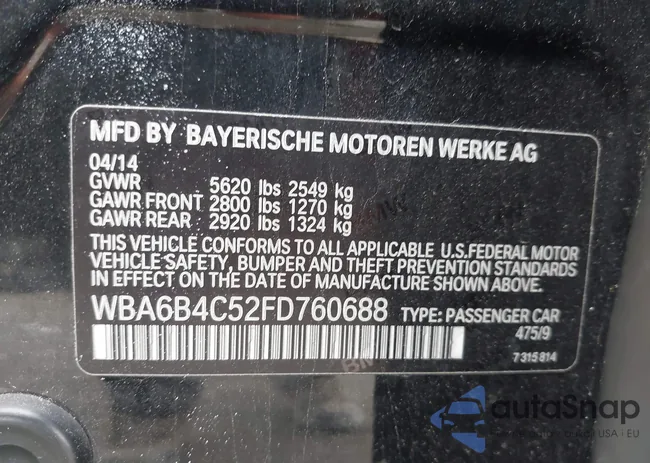 MFD BY BAYERISCHE MOTOREN WERKE AG
04/14
GVWR 5620 lbs 2549 kg
GAWR FRONT 2800 lbs 1270 kg
GAWR REAR 2920 lbs 1324 kg
THIS VEHICLE CONFORMS TO ALL APPLICABLE U.S.FEDERAL MOTOR
VEHICLE SAFETY, BUMPER AND THEFT PREVENTION STANDARDS
IN EFFECT ON THE DATE OF MANUFACTURE SHOWN ABOVE.
WBA6B4C52FD760688 TYPE: PASSENGER CAR
475/9
7315814
autoSnap
USA · EU